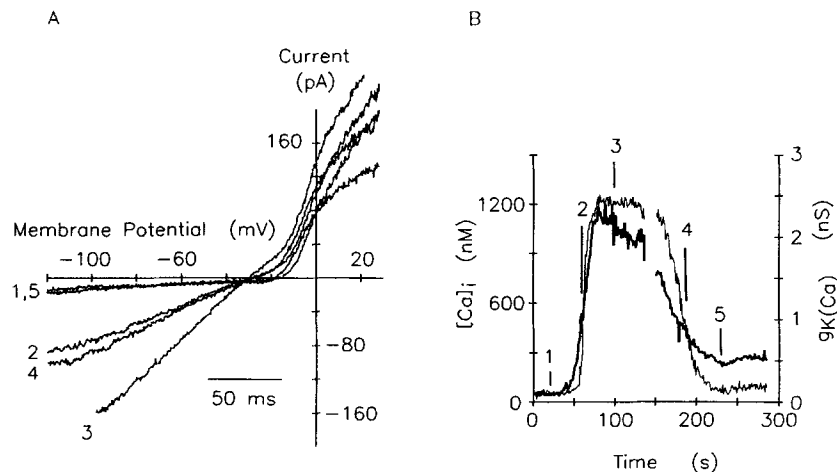 A
Current
(pA)
160
Membrane Potential (mV)
−100
−60
20
1,5
2
4
3
−80
−160
50 ms
B
[Ca]i (nM)
1200
600
0
gK(Ca) (nS)
3
2
1
0
1
2
3
4
5
0
100
200
300
Time (s)